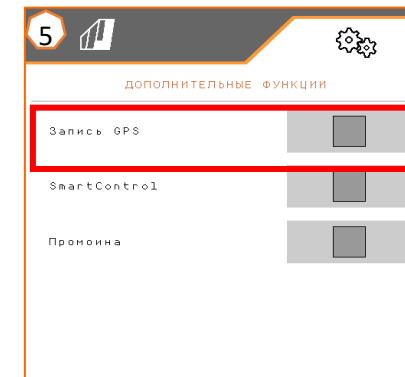 5
ДОПОЛНИТЕЛЬНЫЕ ФУНКЦИИ
Запись GPS
SmartControl
Промоина